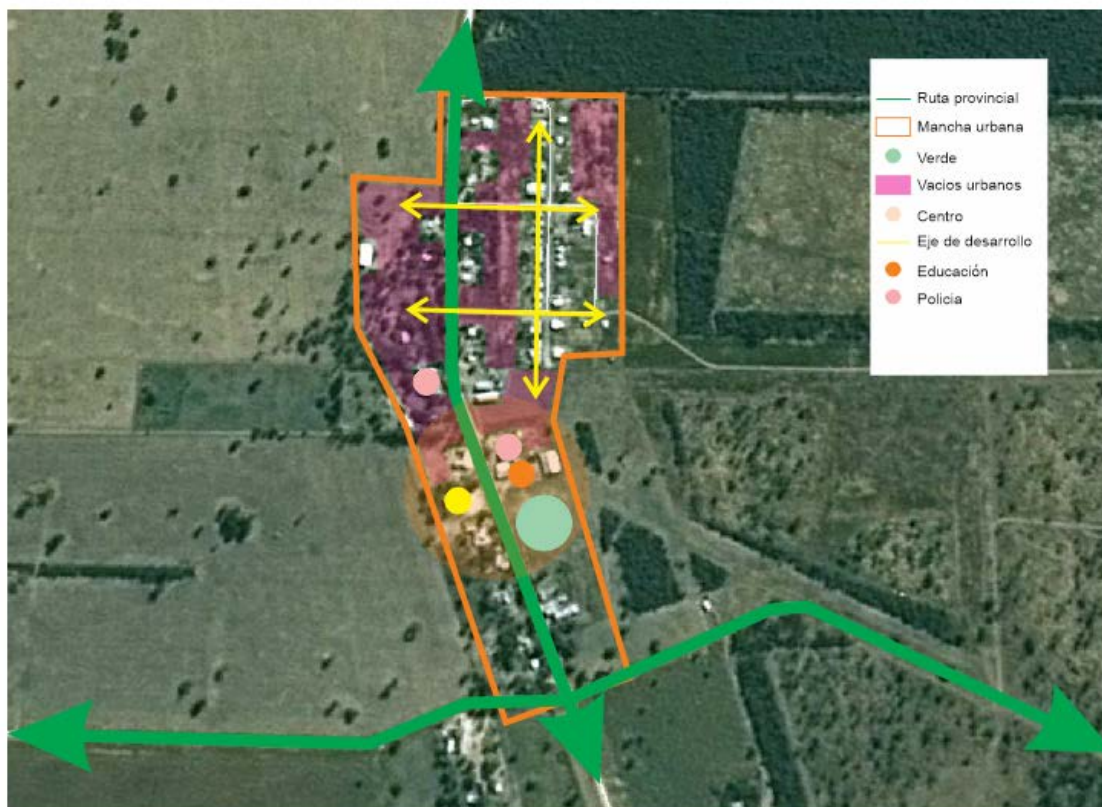 Ruta provincial
Mancha urbana
Verde
Vacios urbanos
Centro
Eje de desarrollo
Educación
Policia